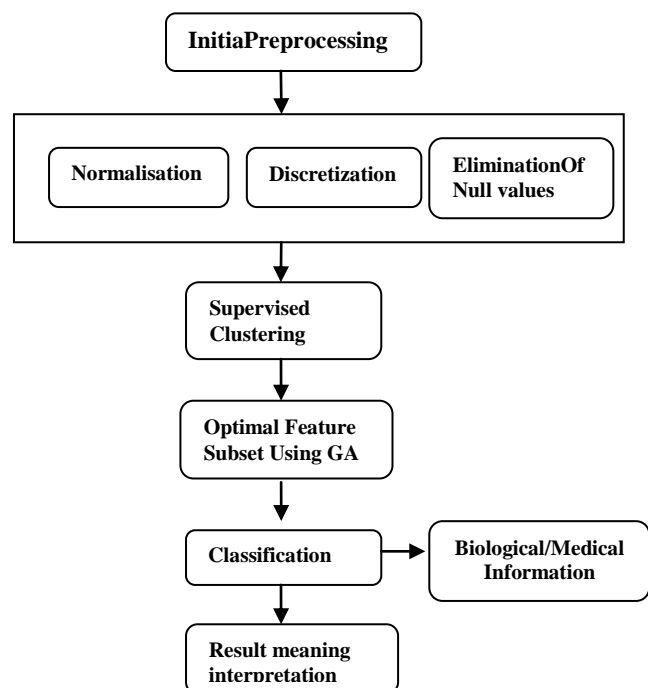 InitiaPreprocessing
Normalisation
Discretization
EliminationOf
Null values
Supervised
Clustering
Optimal Feature
Subset Using GA
Classification
Biological/Medical
Information
Result meaning
interpretation